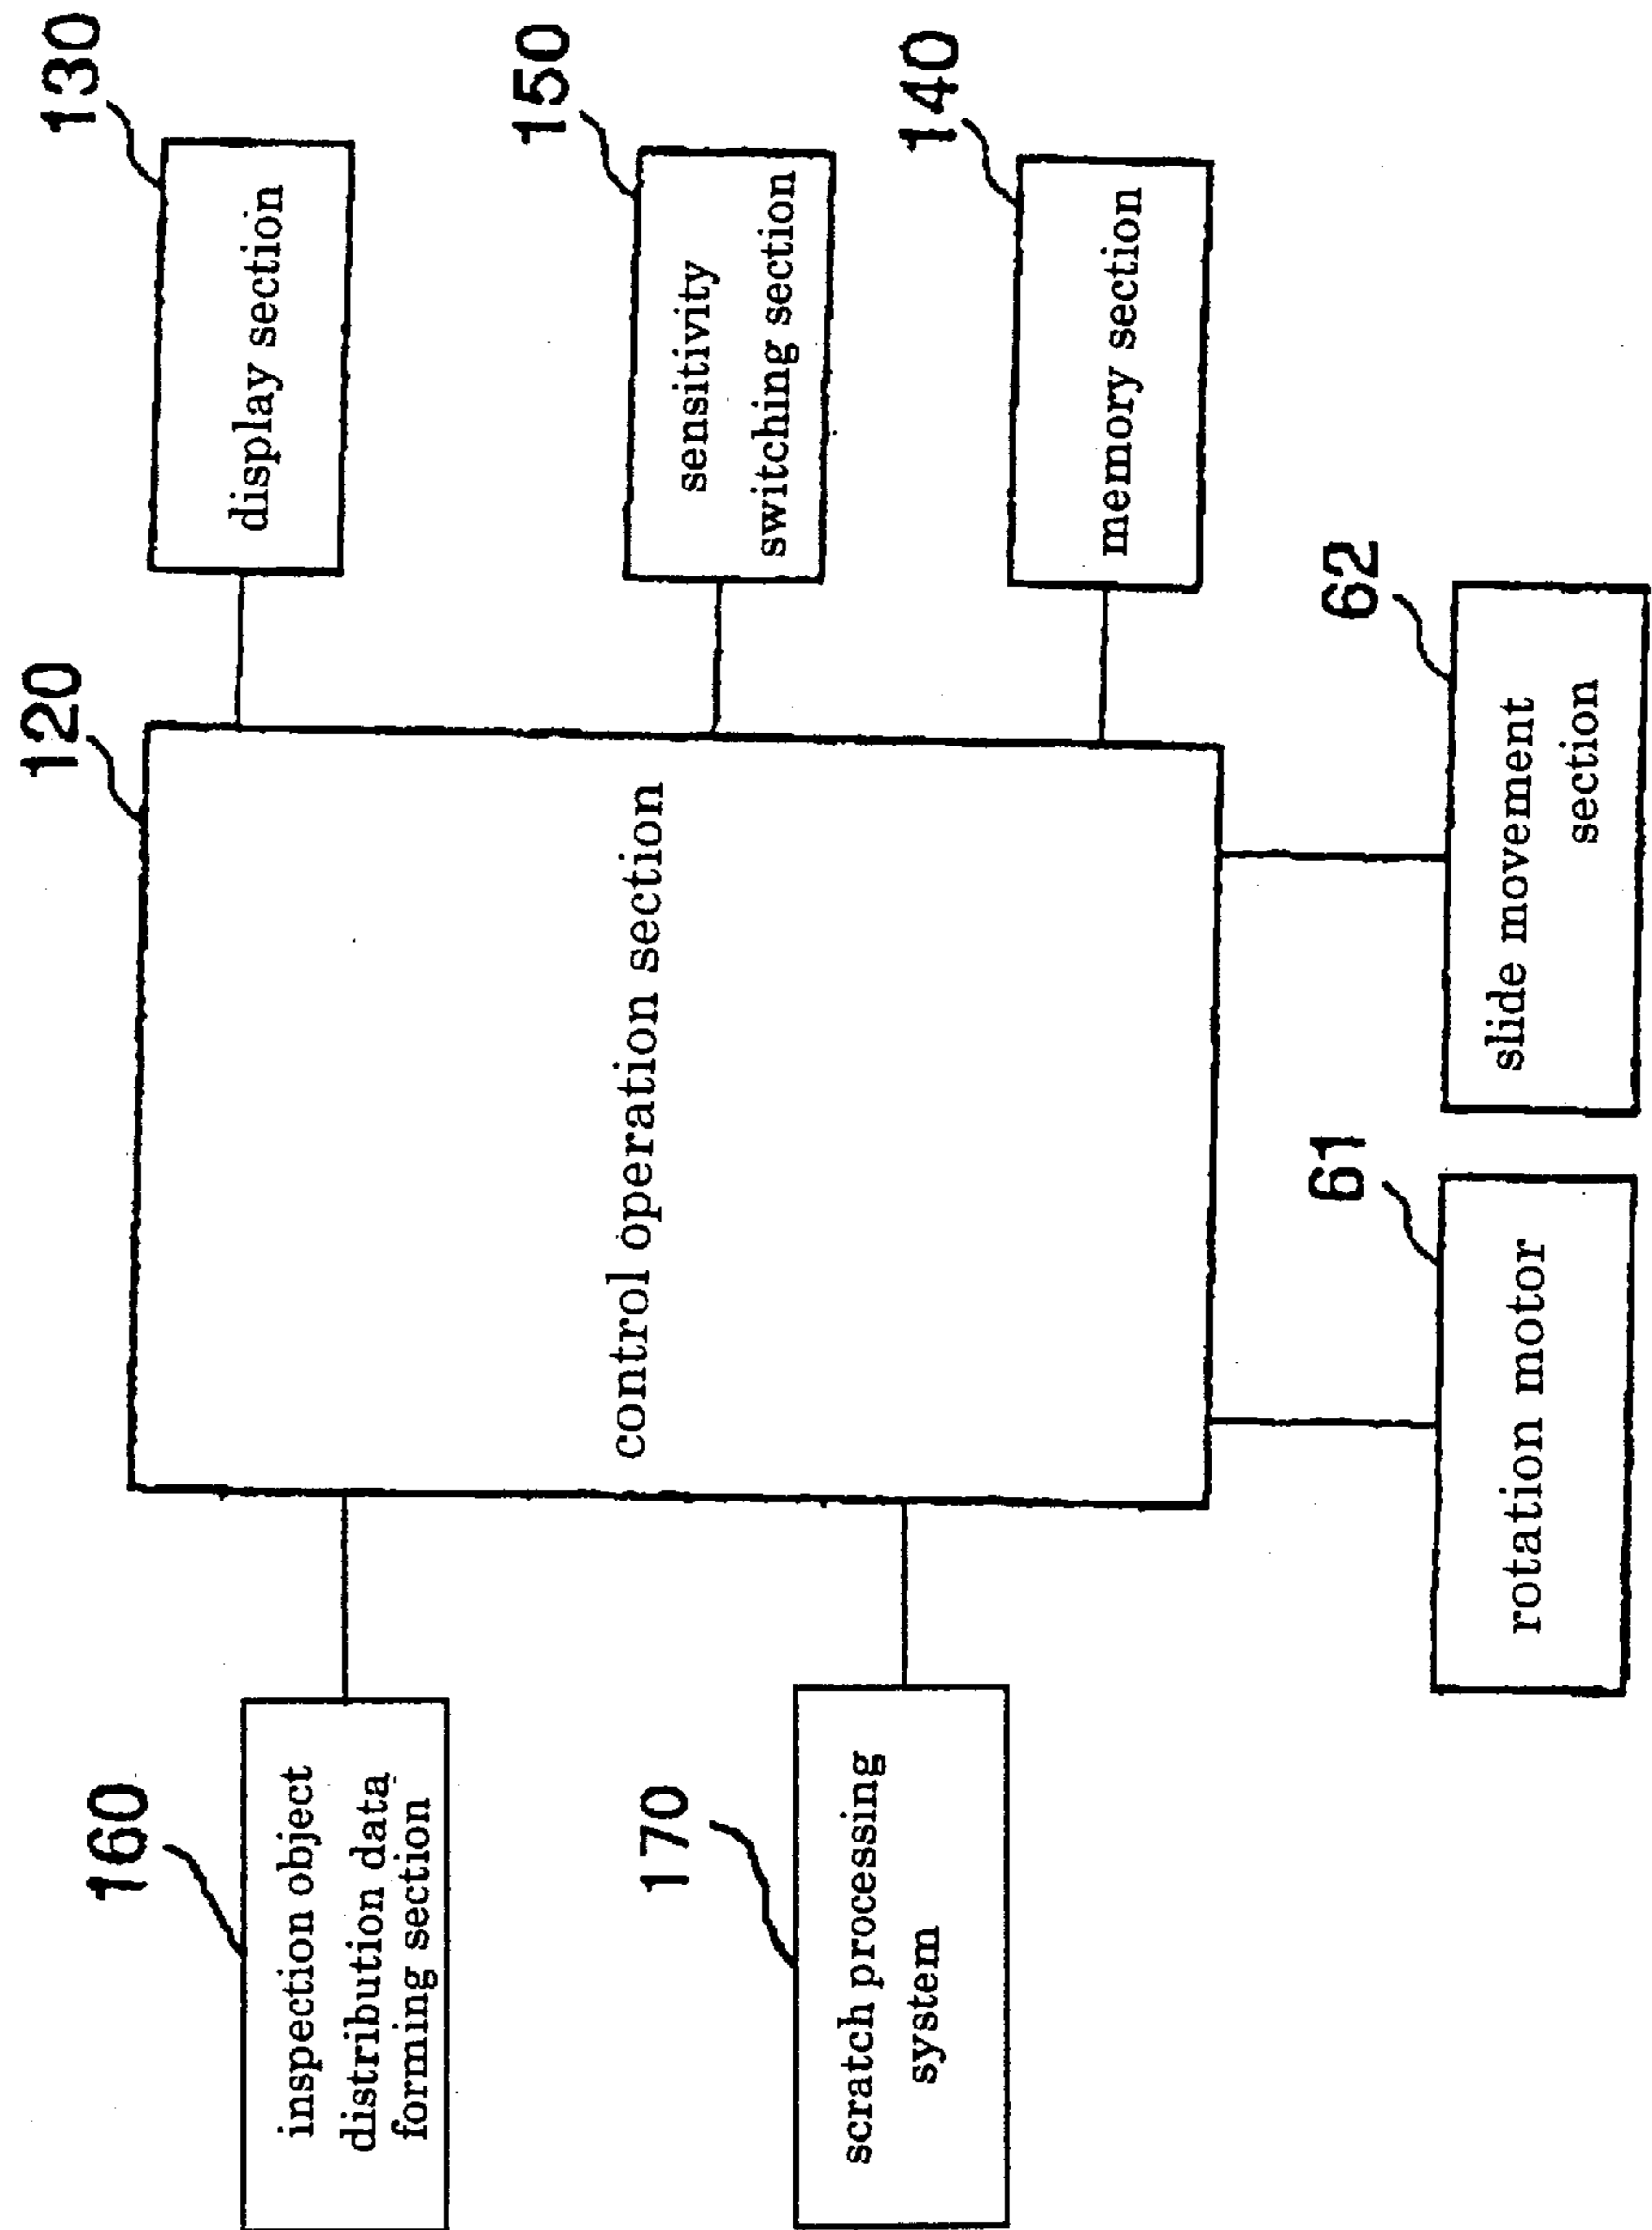 160
inspection object
distribution data
forming section
170
scratch processing
system
120
control operation section
130
display section
150
sensitivity
switching section
140
memory section
61
rotation motor
62
slide movement
section